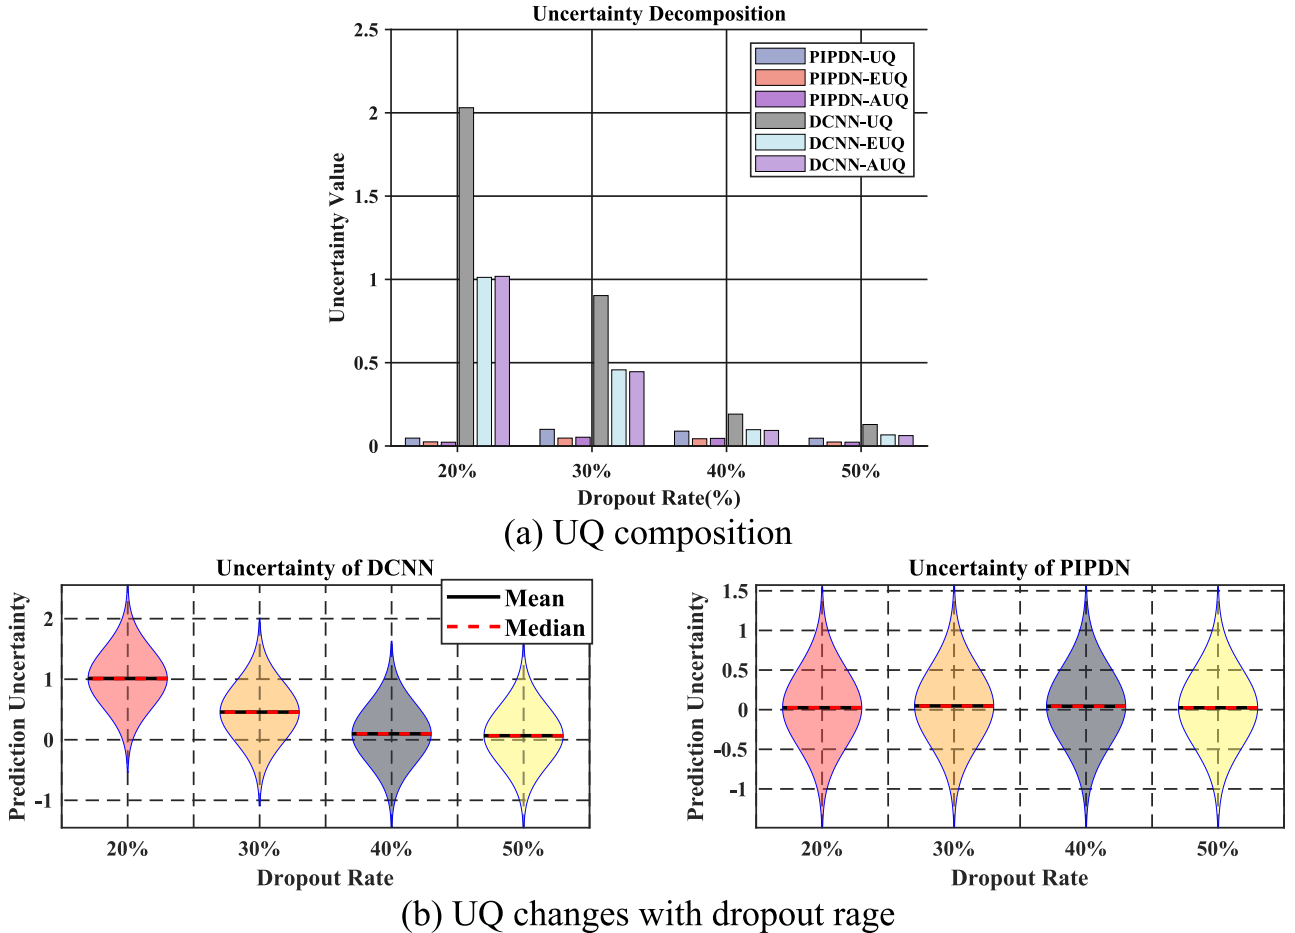 Uncertainty Decomposition
2.5
2
1.5
1
0.5
0
Uncertainty Value
PIPDN-UQ
PIPDN-EUQ
PIPDN-AUQ
DCNN-UQ
DCNN-EUQ
DCNN-AUQ
20% 30% 40% 50%
Dropout Rate(%)
(a) UQ composition
Uncertainty of DCNN
Mean
Median
2
1
0
-1
Prediction Uncertainty
20% 30% 40% 50%
Dropout Rate
Uncertainty of PIPDN
1.5
1
0.5
0
-0.5
-1
Prediction Uncertainty
20% 30% 40% 50%
Dropout Rate
(b) UQ changes with dropout rage